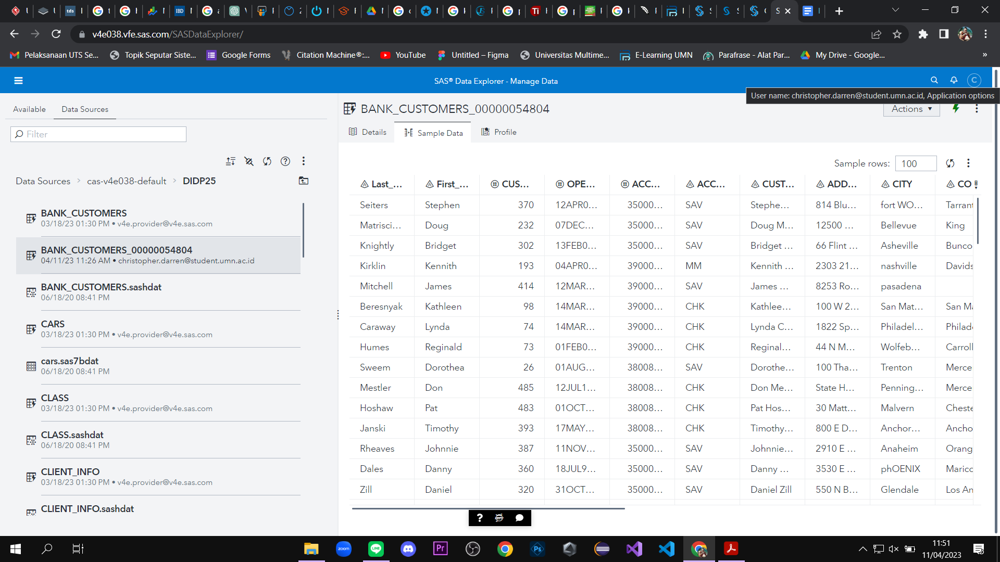 v4e038.vfe.sas.com/SASDataExplorer/
Pelaksanaan UTS Se... Topik Seputar Siste... Google Forms Citation Machine®:... YouTube Untitled – Figma Universitas Multime... E-Learning UMN Parafrase - Alat Par... My Drive - Google... »
SAS® Data Explorer - Manage Data
C
User name: christopher.darren@student.umn.ac.id, Application options
Available Data Sources
Filter
Data Sources > cas-v4e038-default > DIDP25
BANK_CUSTOMERS
03/18/23 01:30 PM • v4e.provider@v4e.sas.com
BANK_CUSTOMERS_00000054804
04/11/23 11:26 AM • christopher.darren@student.umn.ac.id
BANK_CUSTOMERS.sashdat
06/18/20 08:41 PM
CARS
03/18/23 01:30 PM • v4e.provider@v4e.sas.com
cars.sas7bdat
06/18/20 08:41 PM
CLASS
03/18/23 01:30 PM • v4e.provider@v4e.sas.com
CLASS.sashdat
06/18/20 08:41 PM
CLIENT_INFO
03/18/23 01:30 PM • v4e.provider@v4e.sas.com
CLIENT_INFO.sashdat
BANK_CUSTOMERS_00000054804
Actions
Details Sample Data Profile
Sample rows: 100
Last_... First_... CUS... OPE... ACC... ACC... CUST... ADD... CITY CO
Seiters Stephen 370 12APR0... 35000... SAV Stephe... 814 Blu... fort WO... Tarrant
Matrisci... Doug 232 07DEC... 35000... SAV Doug M... 12500 ... Bellevue King
Knightly Bridget 302 13FEB0... 35000... SAV Bridget ... 66 Flint ... Asheville Bunco
Kirklin Kennith 193 04APR0... 39000... MM Kennith ... 2303 21... nashville Davids
Mitchell James 414 12MAR... 39000... SAV James ... 8253 Ro... pasadena
Beresnyak Kathleen 98 14MAR... 39000... CHK Kathlee... 100 W 2... San Mat... San Ma
Caraway Lynda 74 14MAR... 39000... CHK Lynda C... 1822 Sp... Philadel... Philade
Humes Reginald 73 01FEB0... 39000... CHK Reginal... 44 N M... Wolfeb... Carroll
Sweem Dorothea 26 01AUG... 38008... SAV Dorothe... 100 Tha... Trenton Merce
Mestler Don 485 12JUL1... 38008... CHK Don Me... State H... Penning... Merce
Hoshaw Pat 483 01OCT... 38008... CHK Pat Hos... 30 Matt... Malvern Cheste
Janski Timothy 393 17MAY... 38008... CHK Timothy... 800 E D... Anchor... Ancho
Rheaves Johnnie 387 11NOV... 35000... SAV Johnnie... 2910 E ... Anaheim Orang
Dales Danny 360 18JUL9... 35000... SAV Danny ... 3530 E ... phOENIX Marico
Zill Daniel 320 31OCT... 35000... SAV Daniel Zill 550 N B... Glendale Los An
11:51
11/04/2023